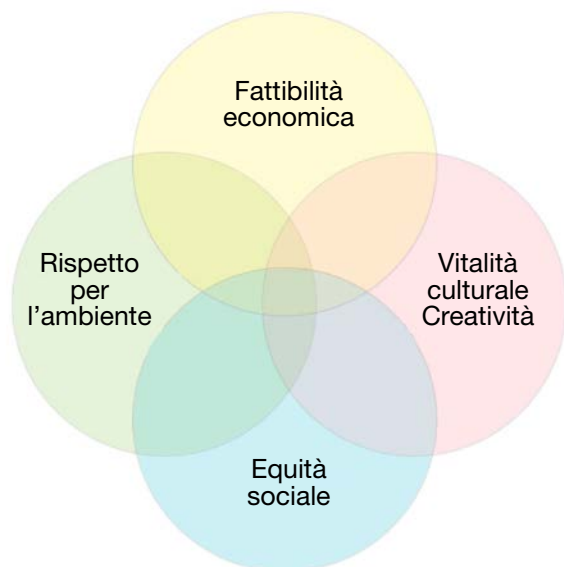 Fattibilità
economica
Rispetto
per
l’ambiente
Vitalità
culturale
Creatività
Equità
sociale